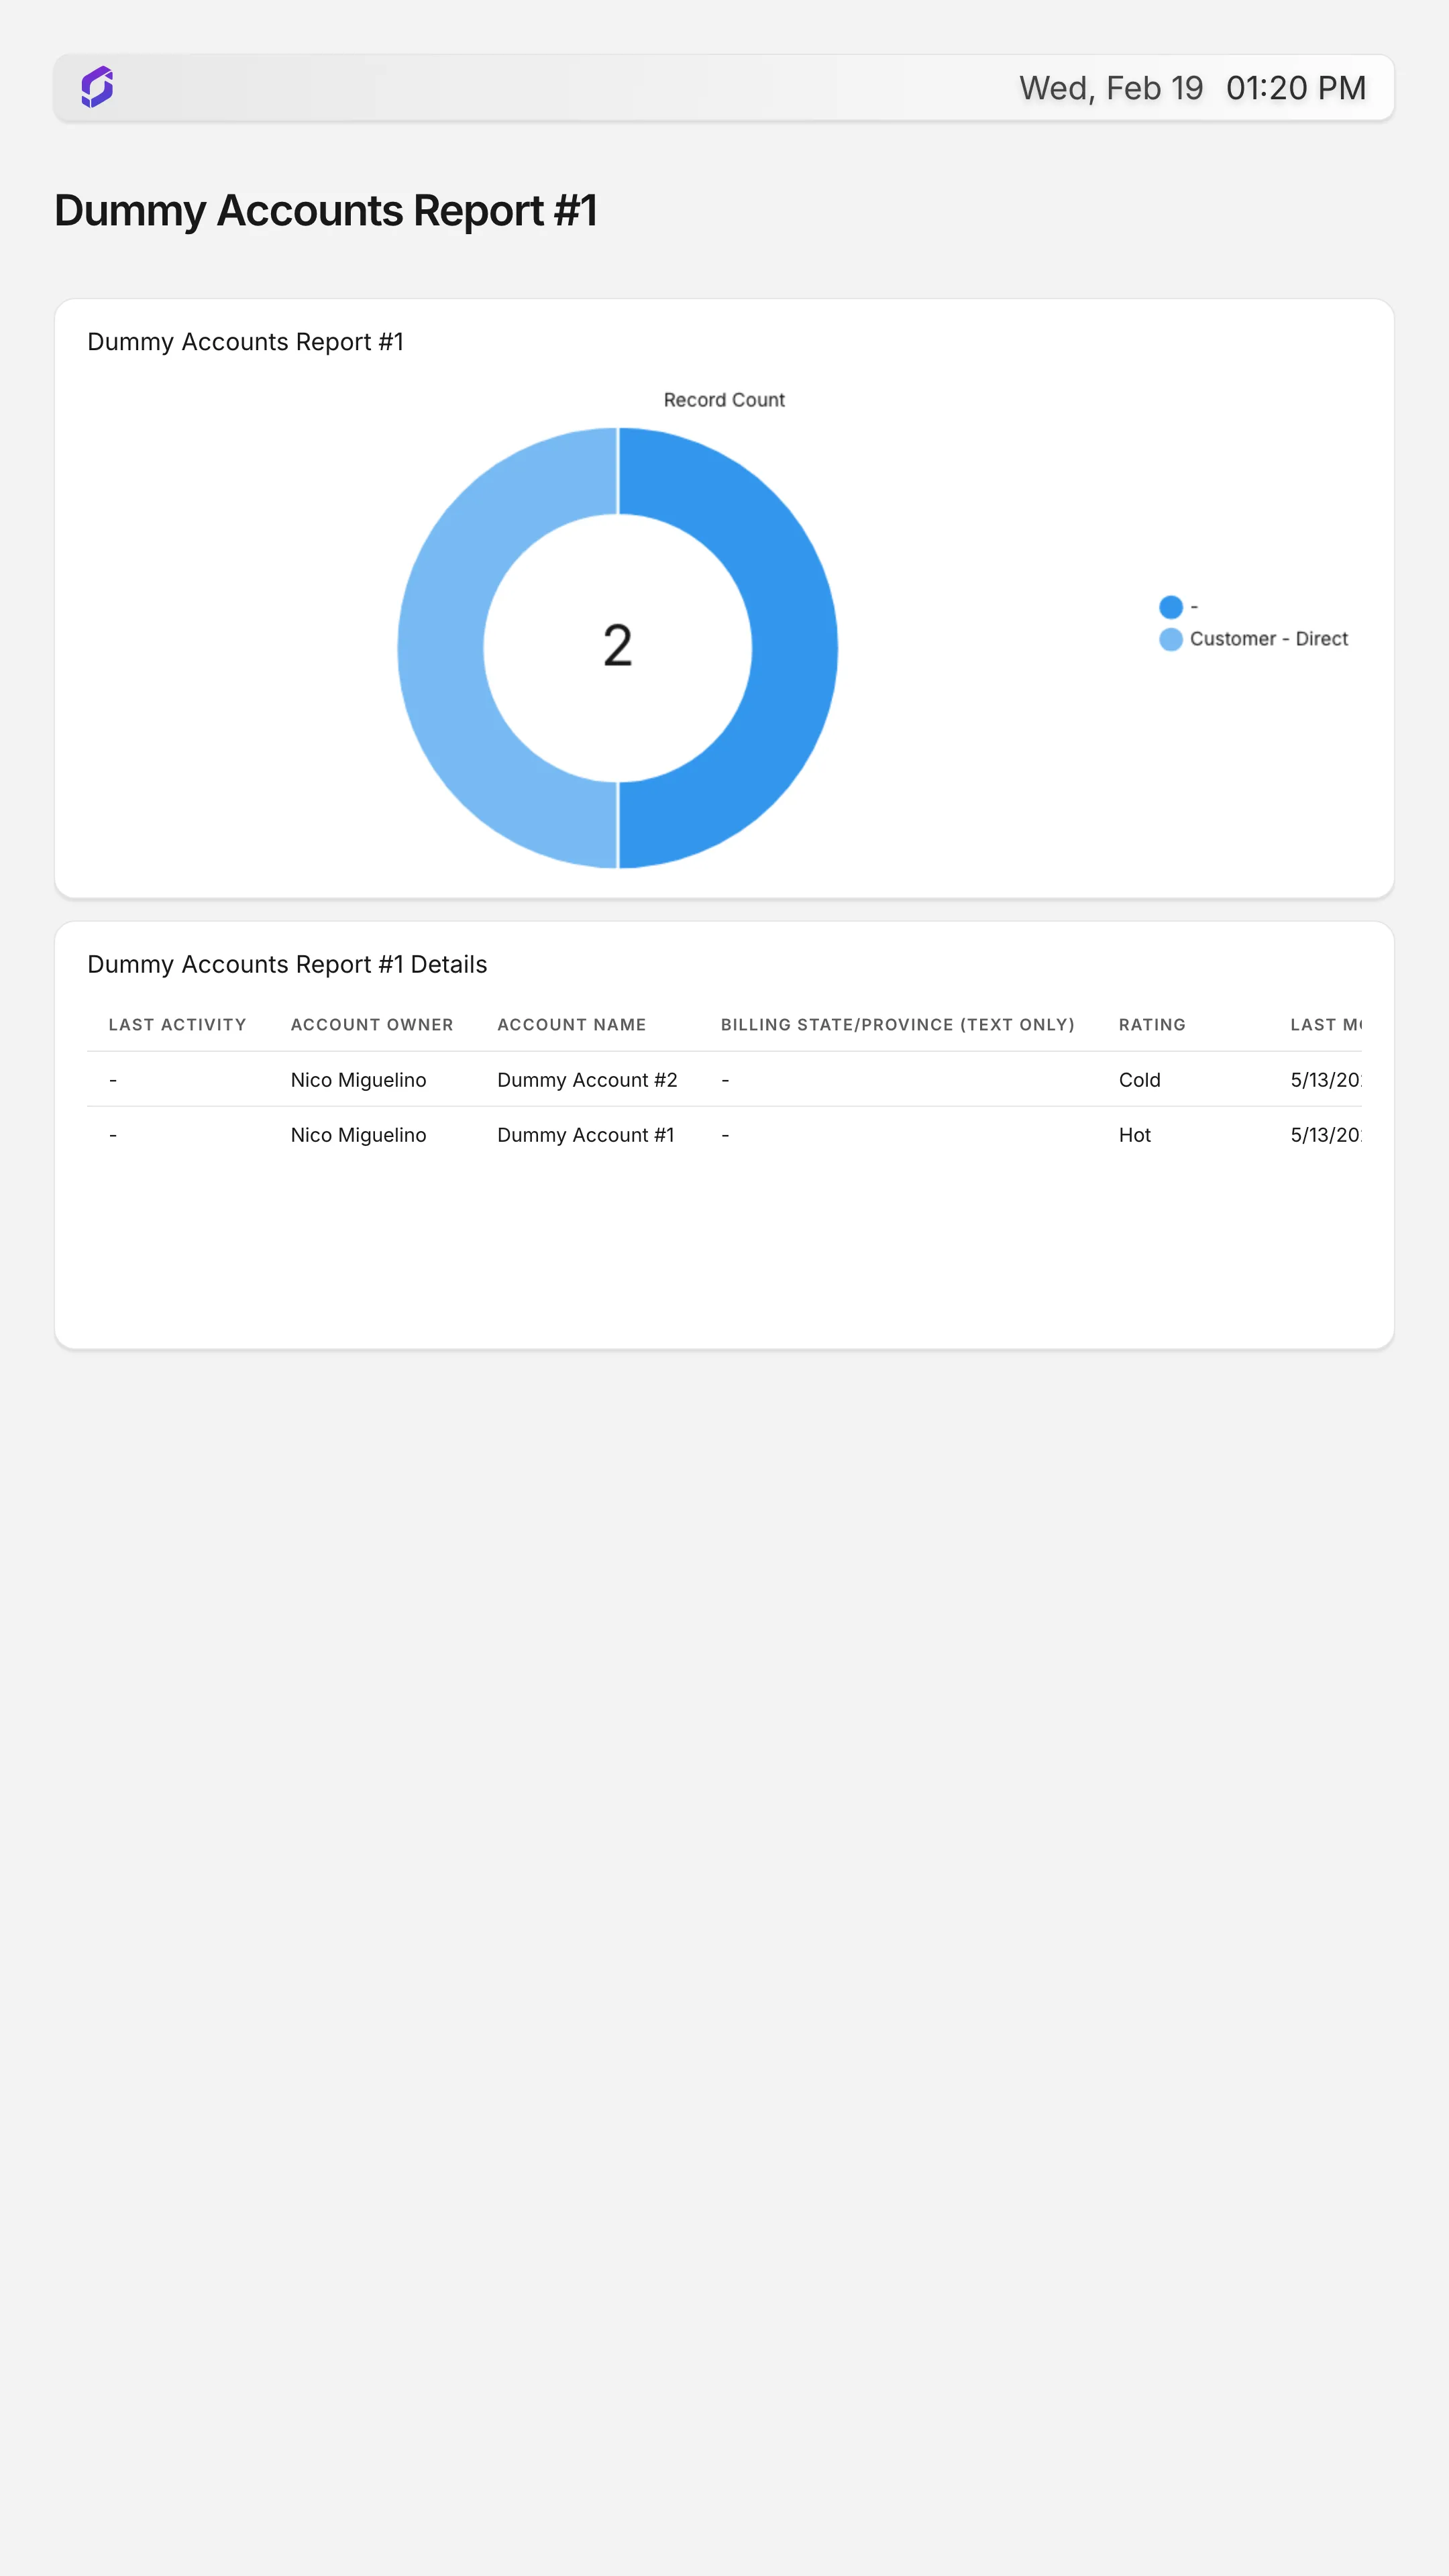 Wed, Feb 19 01:20 PM
Dummy Accounts Report #1
Dummy Accounts Report #1
Record Count
2
-
Customer - Direct
Dummy Accounts Report #1 Details
LAST ACTIVITY ACCOUNT OWNER ACCOUNT NAME BILLING STATE/PROVINCE (TEXT ONLY) RATING LAST
- Nico Miguelino Dummy Account #2 - Cold
- Nico Miguelino Dummy Account #1 - Hot